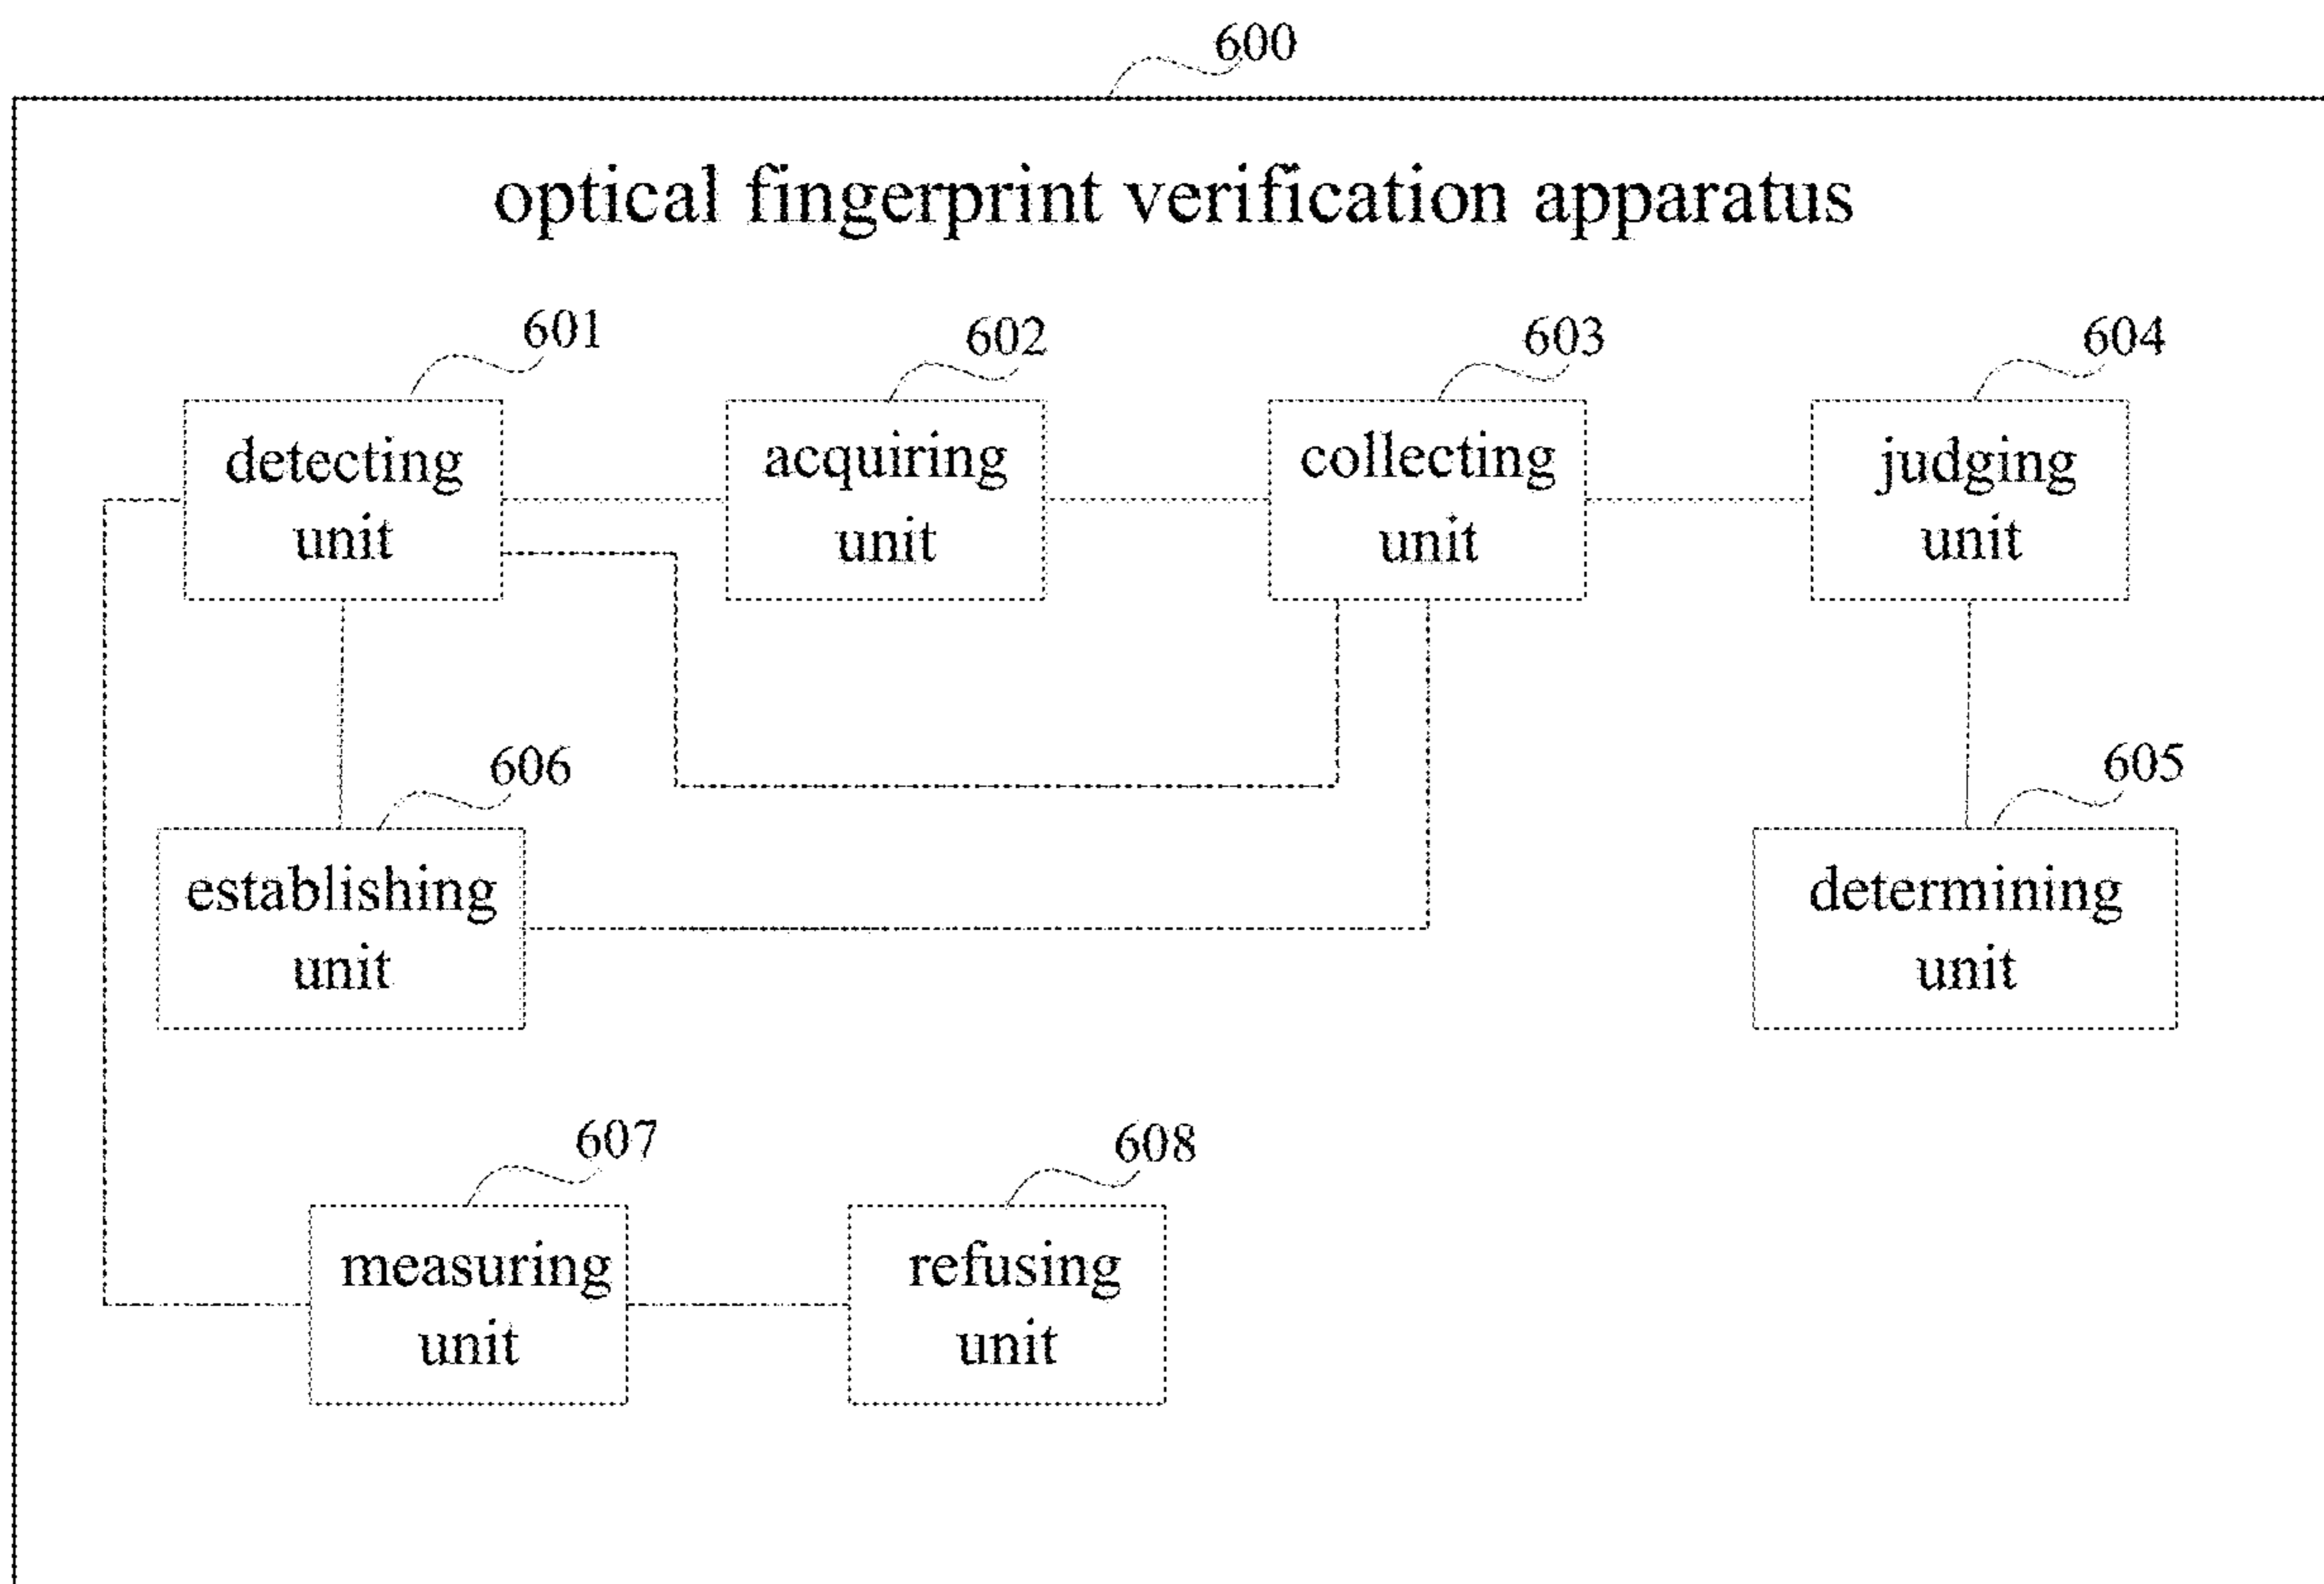 600
optical fingerprint verification apparatus
601
602
603
604
detecting
unit
acquiring
unit
collecting
unit
judging
unit
606
605
establishing
unit
determining
unit
607
608
measuring
unit
refusing
unit